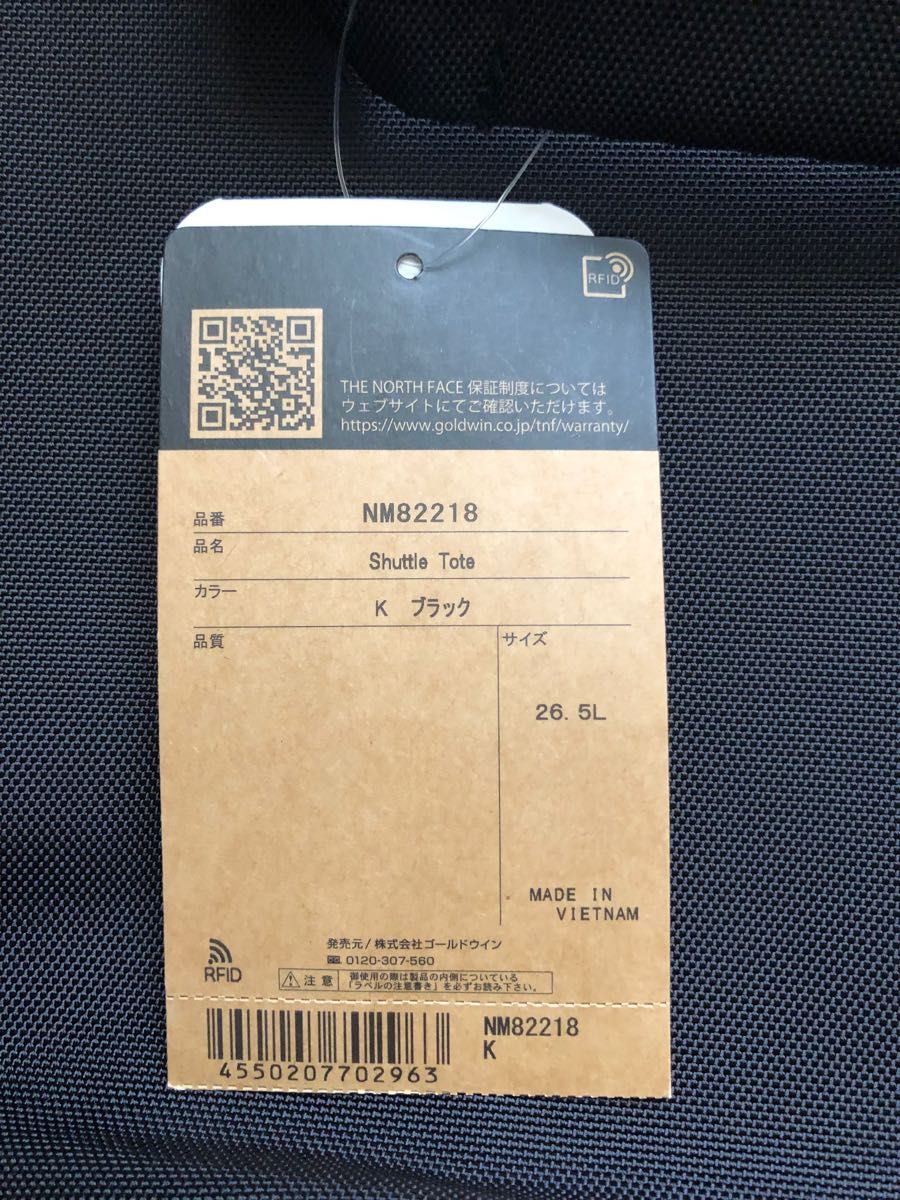 RFID
THE NORTH FACE 保証制度については
ウェブサイトにてご確認いただけます。
https://www.goldwin.co.jp/tnf/warranty/
品番 NM82218
品名
Shuttle Tote
カラー
K ブラック
品質
サイズ
26. 5L
MADE IN
VIETNAM
発売元/株式会社ゴールドウイン
0120-307-560
RFID
注意
御使用の際は製品の内側についている
「ラベルの注意書き」を必ずお読み下さい。
NM82218
K
4550207702963